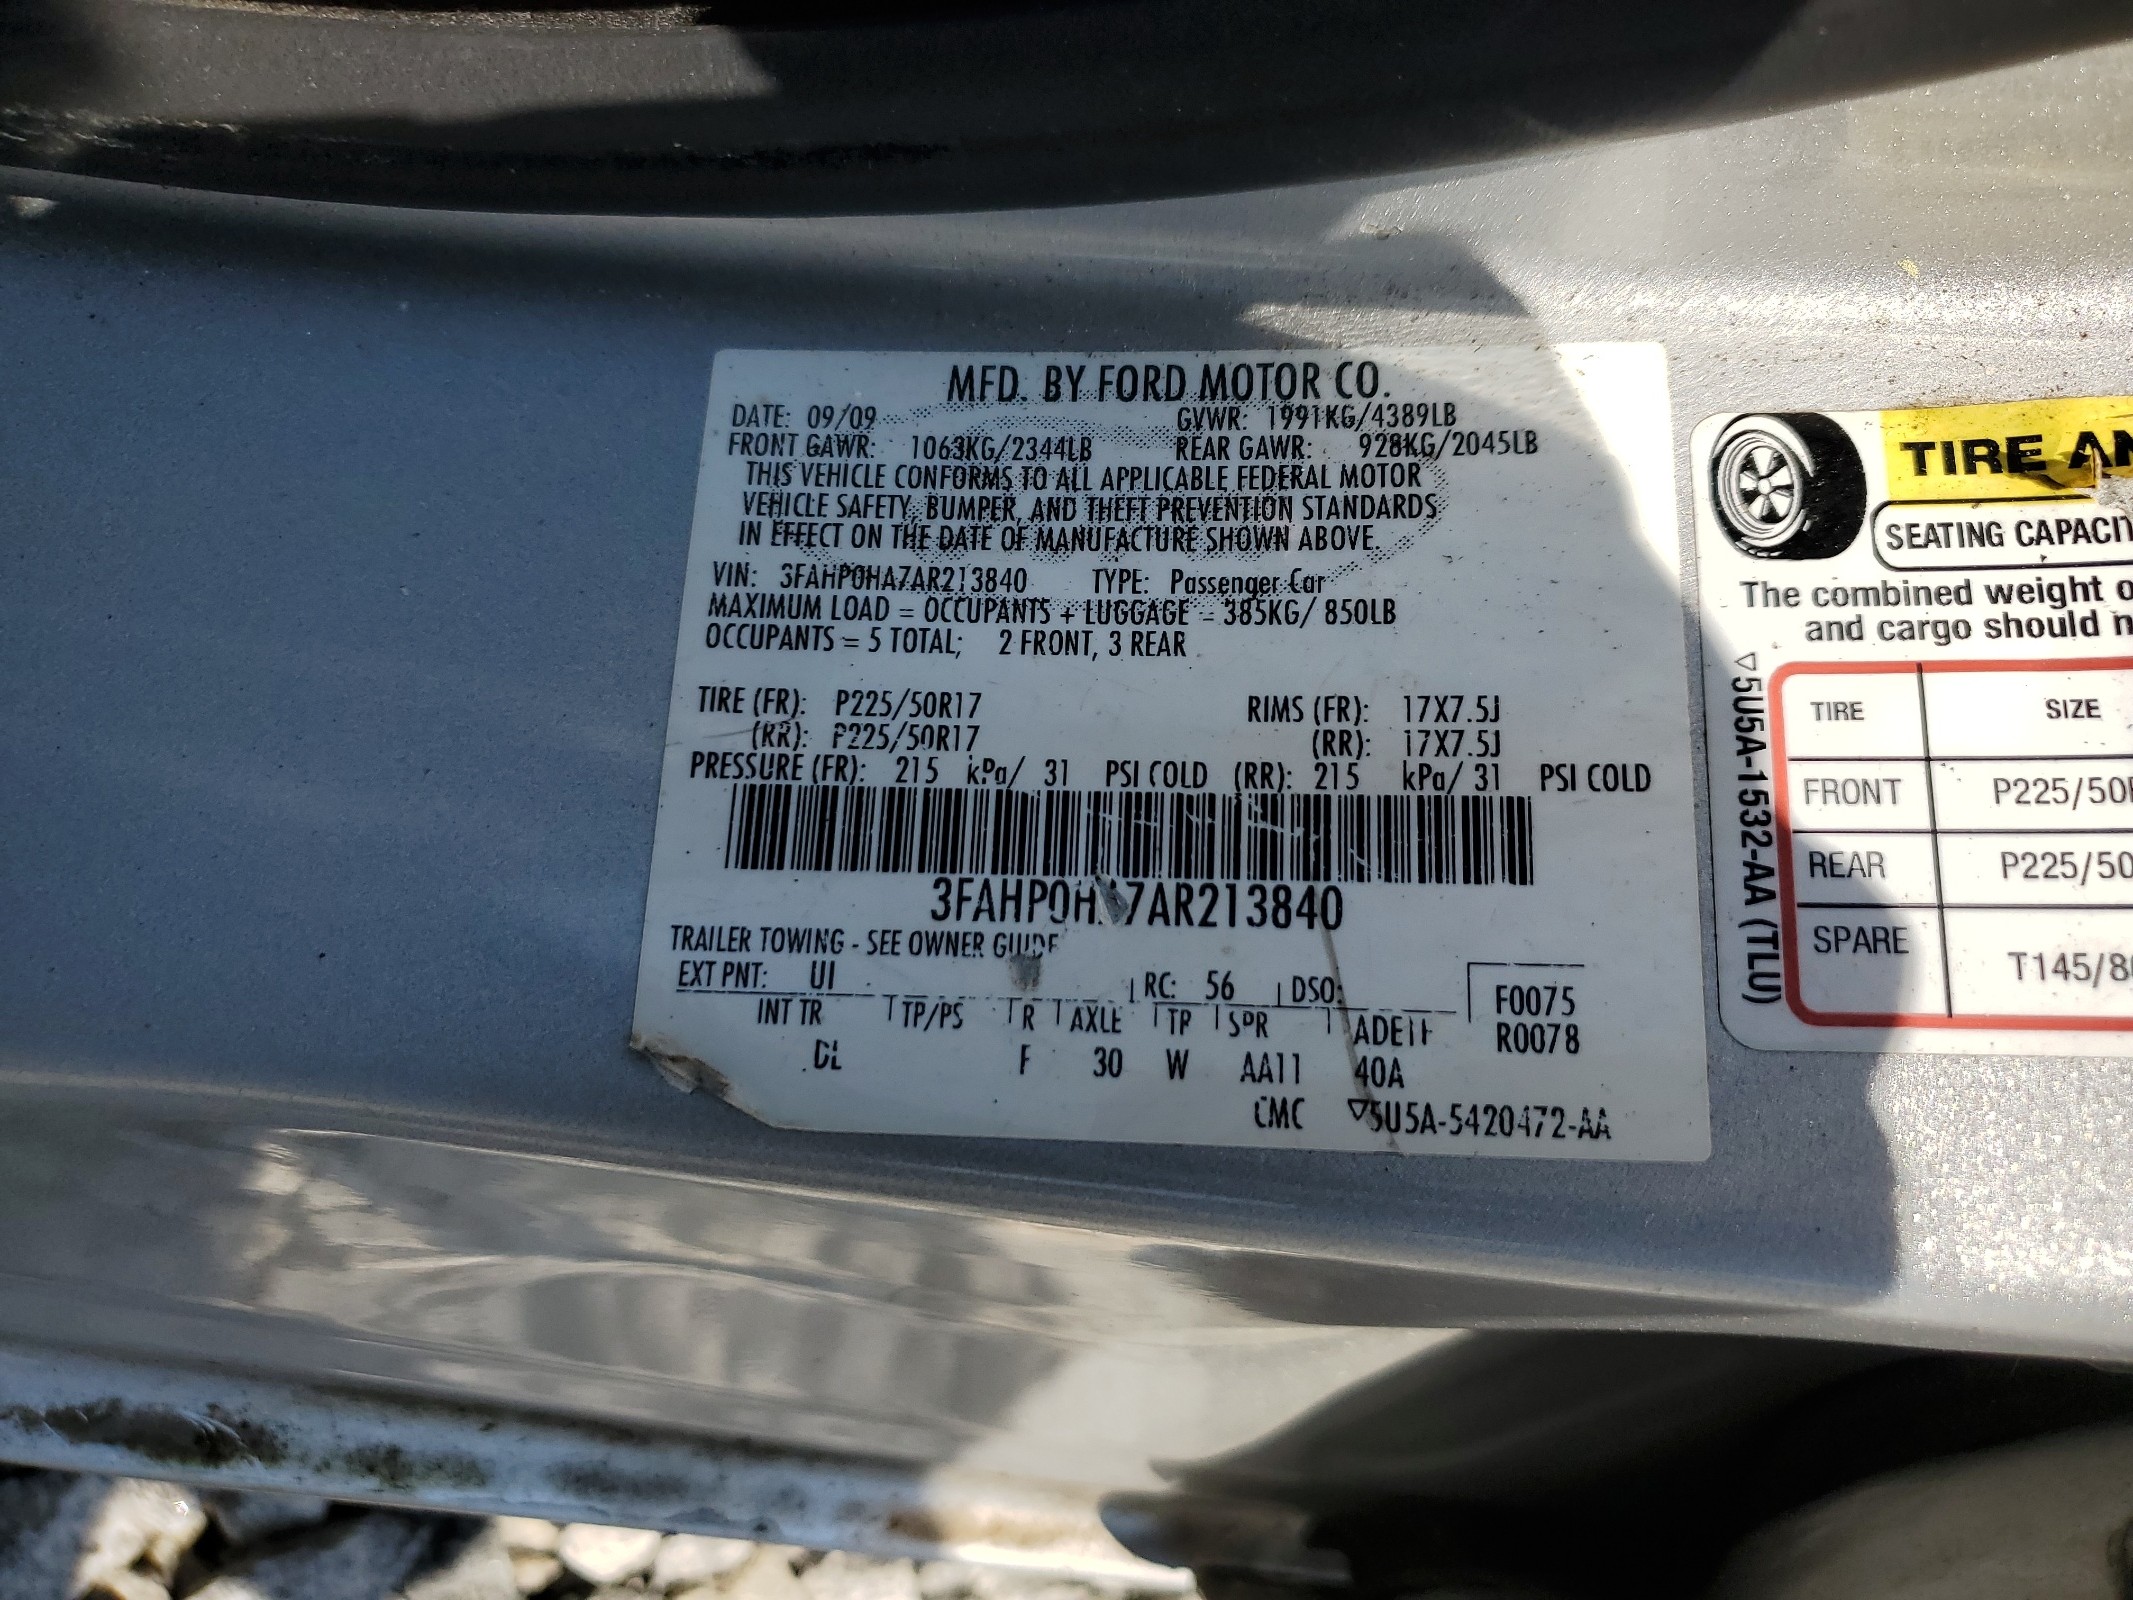 MFD. BY FORD MOTOR CO.
DATE: 09/09 GVWR: 1991KG/4389LB
FRONT GAWR: 1063KG/2344LB REAR GAWR: 928KG/2045LB
THIS VEHICLE CONFORMS TO ALL APPLICABLE FEDERAL MOTOR
VEHICLE SAFETY, BUMPER, AND THEFT PREVENTION STANDARDS
IN EFFECT ON THE DATE OF MANUFACTURE SHOWN ABOVE.
VIN: 3FAHP0HA7AR213840 TYPE: Passenger Car
MAXIMUM LOAD = OCCUPANTS + LUGGAGE = 385KG/ 850LB
OCCUPANTS = 5 TOTAL; 2 FRONT, 3 REAR
TIRE (FR): P225/50R17 RIMS (FR): 17X7.5J
(RR): P225/50R17 (RR): 17X7.5J
PRESSURE (FR): 215 kPa/ 31 PSI COLD (RR): 215 kPa/ 31 PSI COLD
3FAHP0HA7AR213840
TRAILER TOWING - SEE OWNER GUIDE
EXT PNT: UI RC: 56 DSO: F0075
INT TR TP/PS R AXLE TP SPR R0078
DL F 30 W AA11 40A
CMC ▽5U5A-5420472-AA
TIRE AN
SEATING CAPACIT
The combined weight o
and cargo should n
TIRE SIZE
FRONT P225/50R
REAR P225/50
SPARE T145/80
▽5U5A-1532-AA (TLU)